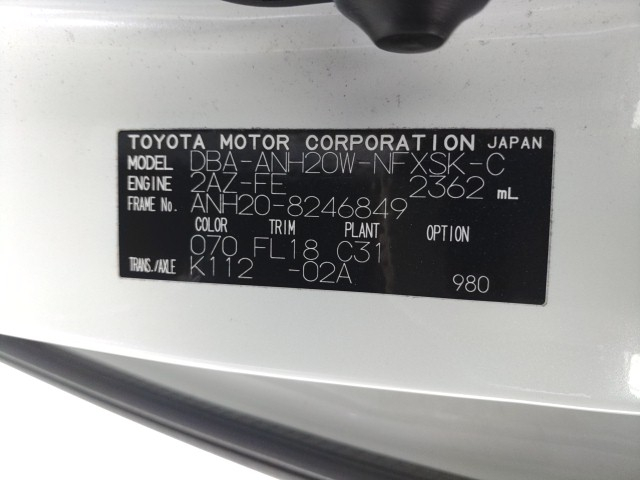 TOYOTA MOTOR CORPORATION JAPAN
MODEL DBA-ANH20W-NFXSK-C
ENGINE 2AZ-FE 2362 mL
FRAME No. ANH20-8246849
COLOR TRIM PLANT OPTION
070 FL18 C31
TRANS./AXLE K112 -02A
980